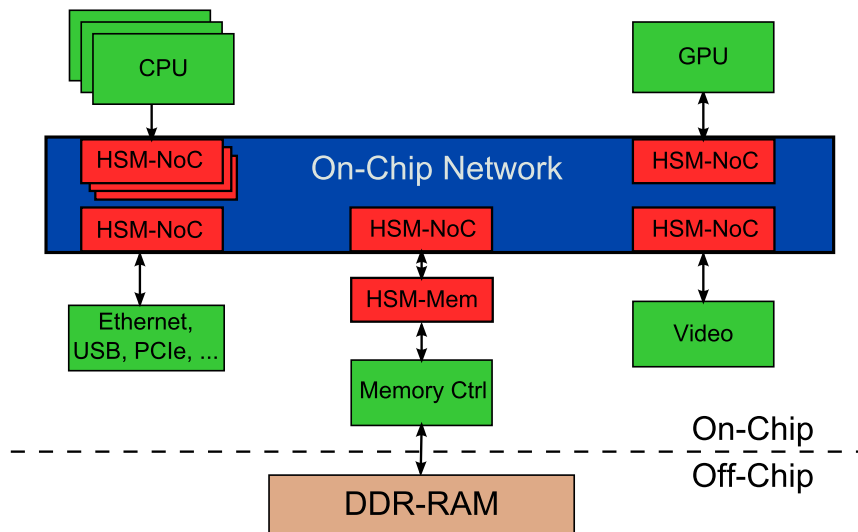 CPU
GPU
HSM-NoC
On-Chip Network
HSM-NoC
HSM-NoC
HSM-NoC
HSM-NoC
HSM-Mem
Ethernet,
USB, PCIe, ...
Video
Memory Ctrl
On-Chip
Off-Chip
DDR-RAM